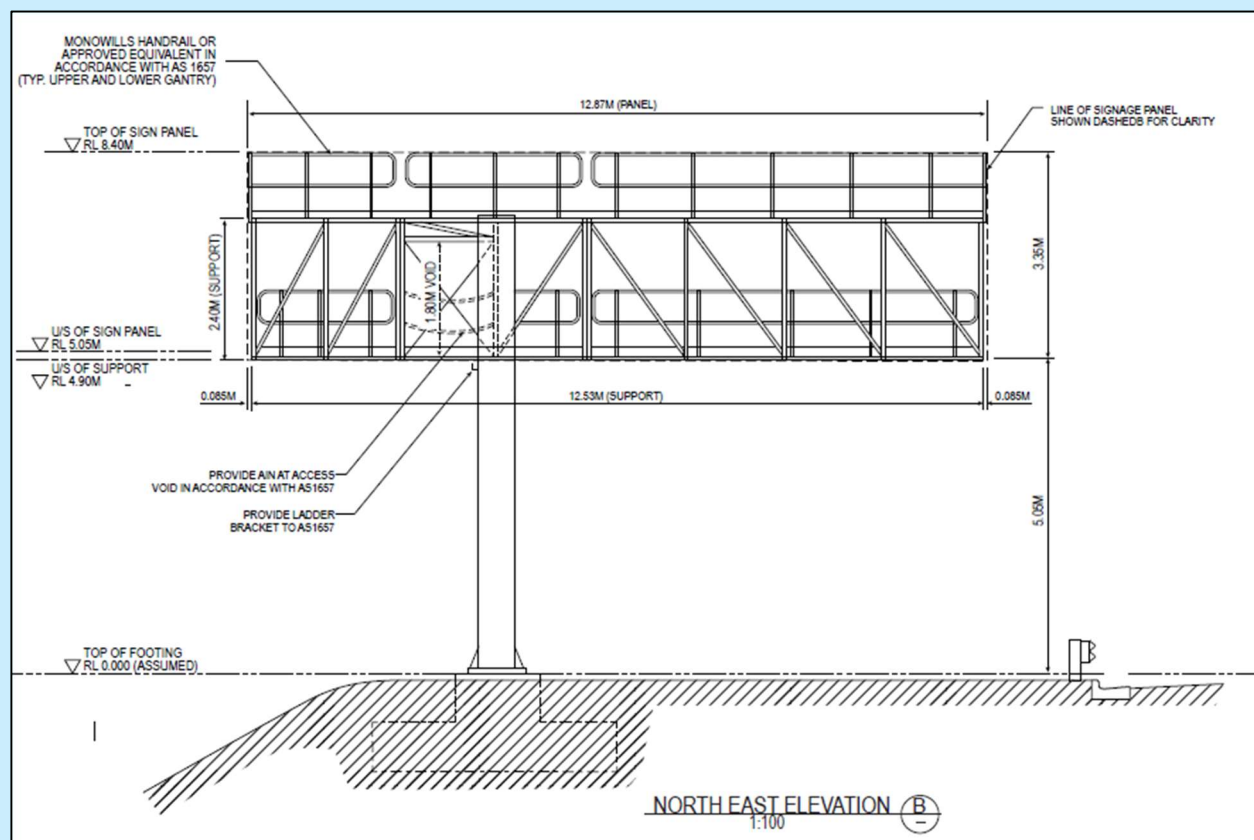 MONOWILLS HANDRAIL OR
APPROVED EQUIVALENT IN
ACCORDANCE WITH AS 1657
(TYP. UPPER AND LOWER GANTRY)
12.87M (PANEL)
LINE OF SIGNAGE PANEL
SHOWN DASHEDB FOR CLARITY
TOP OF SIGN PANEL
RL 8.40M
2.40M (SUPPORT)
1.80M VOID
3.35M
U/S OF SIGN PANEL
RL 5.05M
U/S OF SUPPORT
RL 4.90M
0.085M
12.53M (SUPPORT)
0.085M
PROVIDE AIN AT ACCESS
VOID IN ACCORDANCE WITH AS1657
PROVIDE LADDER
BRACKET TO AS1657
5.05M
TOP OF FOOTING
RL 0.000 (ASSUMED)
NORTH EAST ELEVATION B
1:100 –